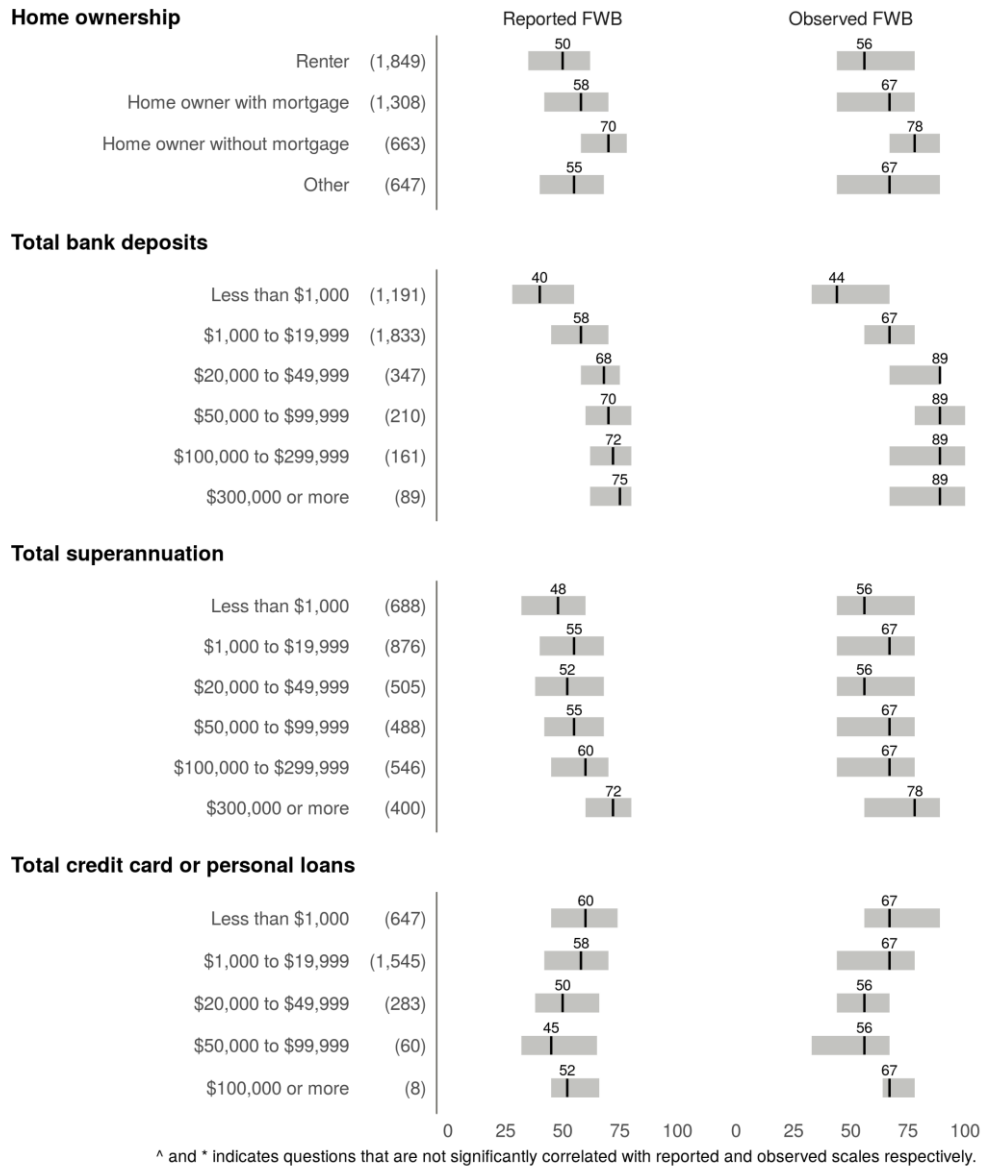 Home ownership Reported FWB Observed FWB
50 56
Renter (1,849)
58 67
Home owner with mortgage (1,308)
70 78
Home owner without mortgage (663)
55 67
Other (647)
Total bank deposits
40 44
Less than $1,000 (1,191)
58 67
$1,000 to $19,999 (1,833)
68 89
$20,000 to $49,999 (347)
70 89
$50,000 to $99,999 (210)
72 89
$100,000 to $299,999 (161)
75 89
$300,000 or more (89)
Total superannuation
48 56
Less than $1,000 (688)
55 67
$1,000 to $19,999 (876)
52 56
$20,000 to $49,999 (505)
55 67
$50,000 to $99,999 (488)
60 67
$100,000 to $299,999 (546)
72 78
$300,000 or more (400)
Total credit card or personal loans
60 67
Less than $1,000 (647)
58 67
$1,000 to $19,999 (1,545)
50 56
$20,000 to $49,999 (283)
45 56
$50,000 to $99,999 (60)
52 67
$100,000 or more (8)
0 25 50 75 100 0 25 50 75 100
^ and * indicates questions that are not significantly correlated with reported and observed scales respectively.